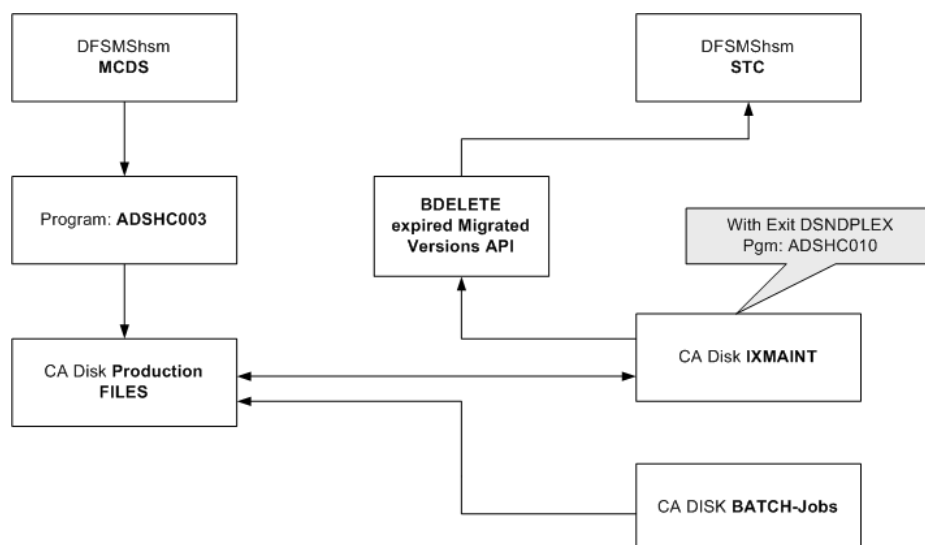 DFSMShsm
MCDS
DFSMShsm
STC
Program: ADSHC003
BDELETE
expired Migrated
Versions API
With Exit DSNDPLEX
Pgm: ADSHC010
CA Disk Production
FILES
CA Disk IXMAINT
CA DISK BATCH-Jobs